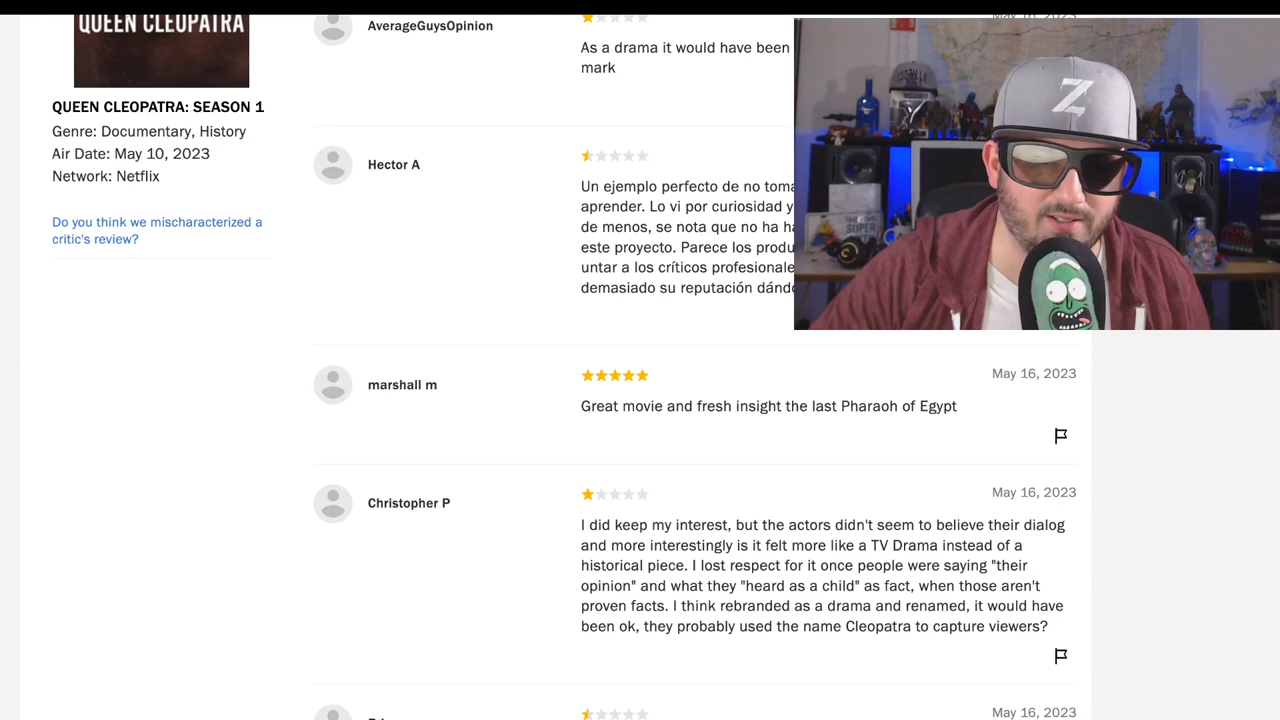 QUEEN CLEOPATRA
QUEEN CLEOPATRA: SEASON 1
Genre: Documentary, History
Air Date: May 10, 2023
Network: Netflix
Do you think we mischaracterized a
critic's review?
AverageGuysOpinion
May 16, 2023
As a drama it would have been
mark
Hector A
Un ejemplo perfecto de no
aprender. Lo vi por curiosidad y
de menos, se nota que no ha
este proyecto. Parece los
untar a los críticos
demasiado su reputación
marshall m
May 16, 2023
Great movie and fresh insight the last Pharaoh of Egypt
Christopher P
May 16, 2023
I did keep my interest, but the actors didn't seem to believe their dialog
and more interestingly is it felt more like a TV Drama instead of a
historical piece. I lost respect for it once people were saying "their
opinion" and what they "heard as a child" as fact, when those aren't
proven facts. I think rebranded as a drama and renamed, it would have
been ok, they probably used the name Cleopatra to capture viewers?
May 16, 2023
Z
SUPER